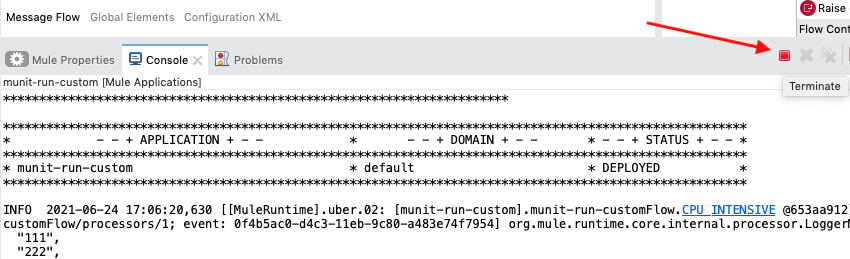 Message Flow Global Elements Configuration XML
Raise
Flow Cont
Mule Properties Console Problems
Terminate
munit-run-custom [Mule Applications]
**********************************************************************
*******************************************************************************************************
* - - + APPLICATION + - - * - - + DOMAIN + - - * - - + STATUS + - - *
*******************************************************************************************************
* munit-run-custom * default * DEPLOYED *
*******************************************************************************************************
INFO 2021-06-24 17:06:20,630 [[MuleRuntime].uber.02: [munit-run-custom].munit-run-customFlow.CPU_INTENSIVE @653aa912]
customFlow/processors/1; event: 0f4b5ac0-d4c3-11eb-9c80-a483e74f7954] org.mule.runtime.core.internal.processor.LoggerM
"111",
"222",